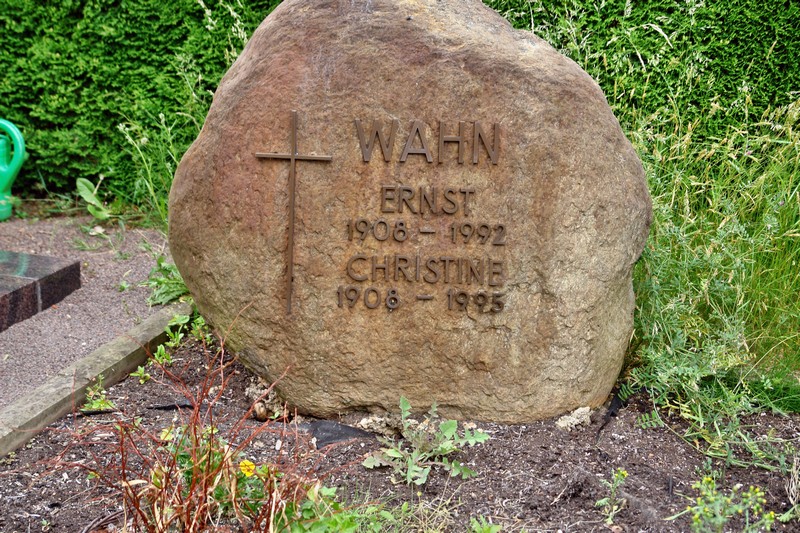 WAHN
ERNST
1908 – 1992
CHRISTINE
1908 – 1995